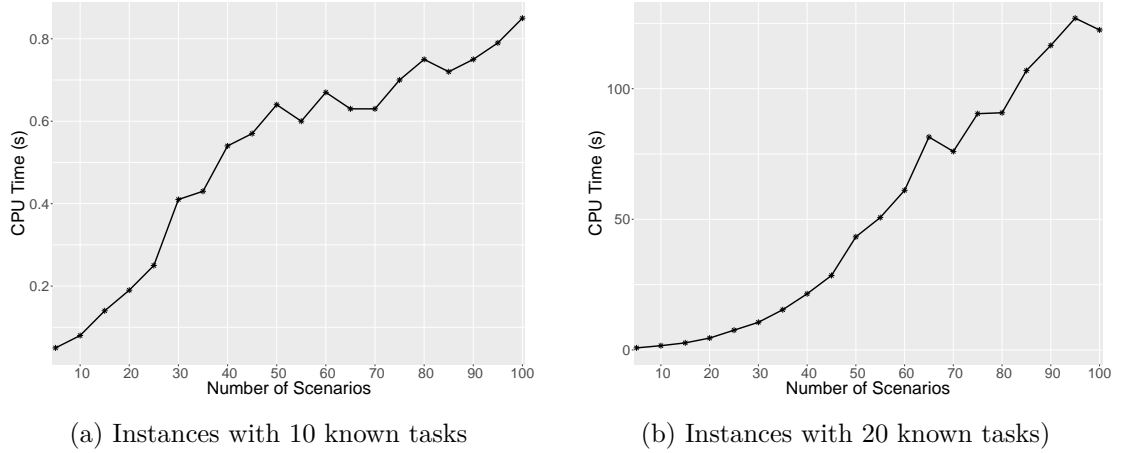 0.8
0.6
0.4
0.2
CPU Time (s)
10 20 30 40 50 60 70 80 90 100
Number of Scenarios
(a) Instances with 10 known tasks
100
50
0
CPU Time (s)
10 20 30 40 50 60 70 80 90 100
Number of Scenarios
(b) Instances with 20 known tasks)